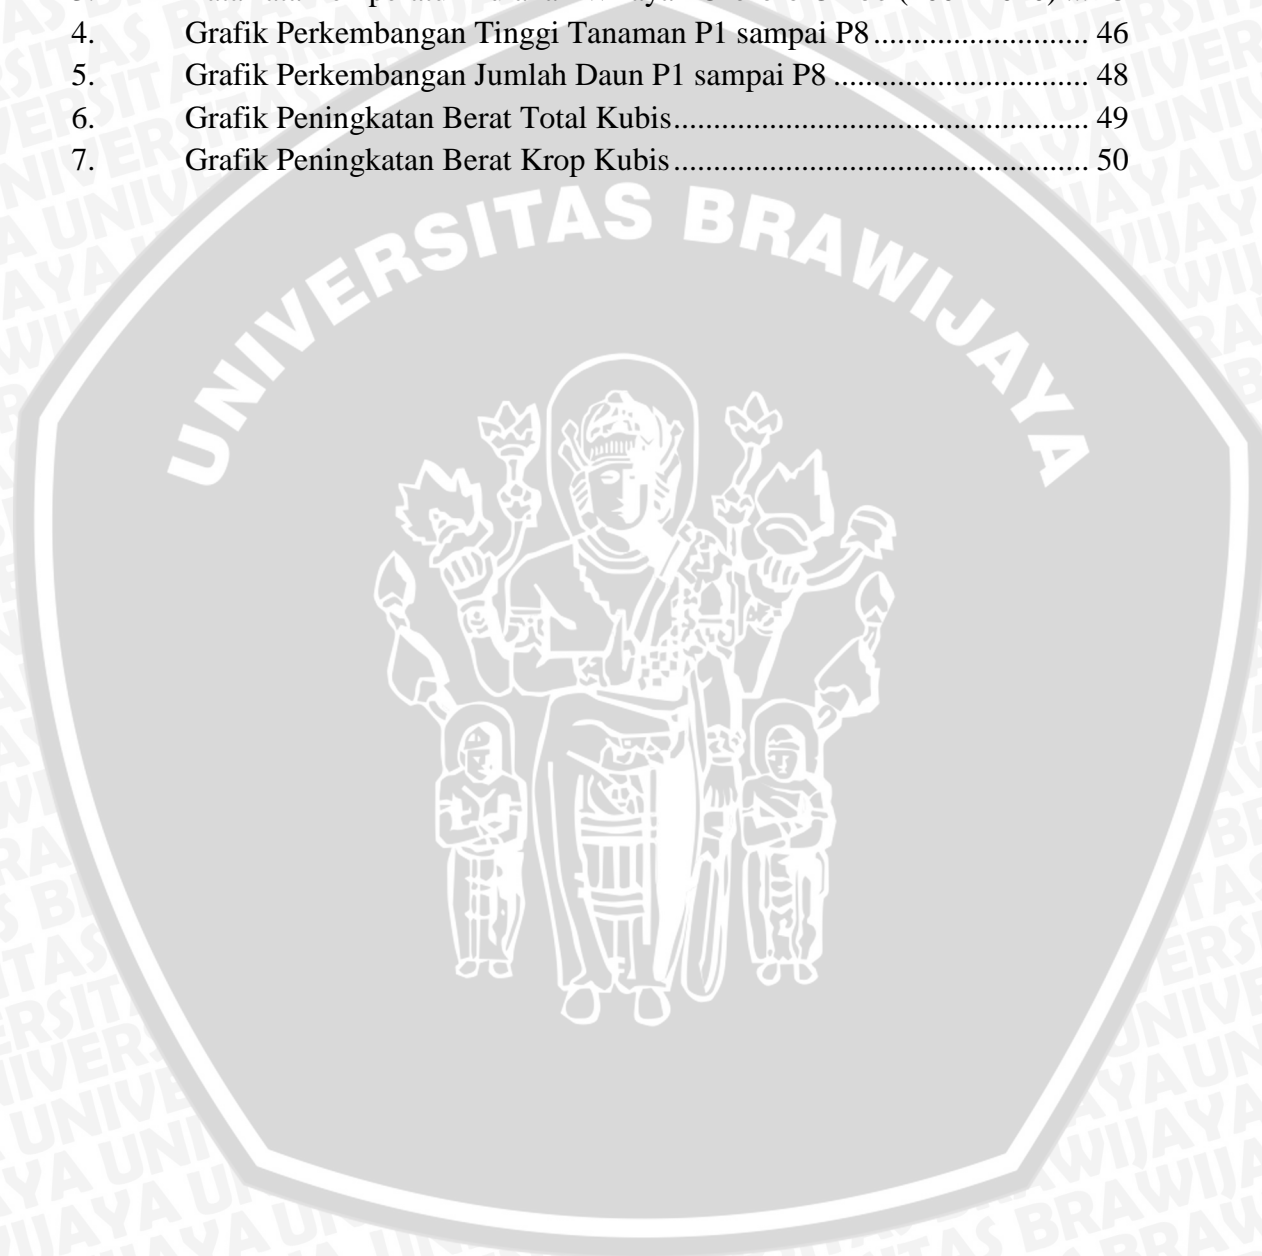 4. Grafik Perkembangan Tinggi Tanaman P1 sampai P8 ........................... 46
5. Grafik Perkembangan Jumlah Daun P1 sampai P8 ................................ 48
6. Grafik Peningkatan Berat Total Kubis.................................................... 49
7. Grafik Peningkatan Berat Krop Kubis .................................................... 50
UNIVERSITAS BRAWIJAYA